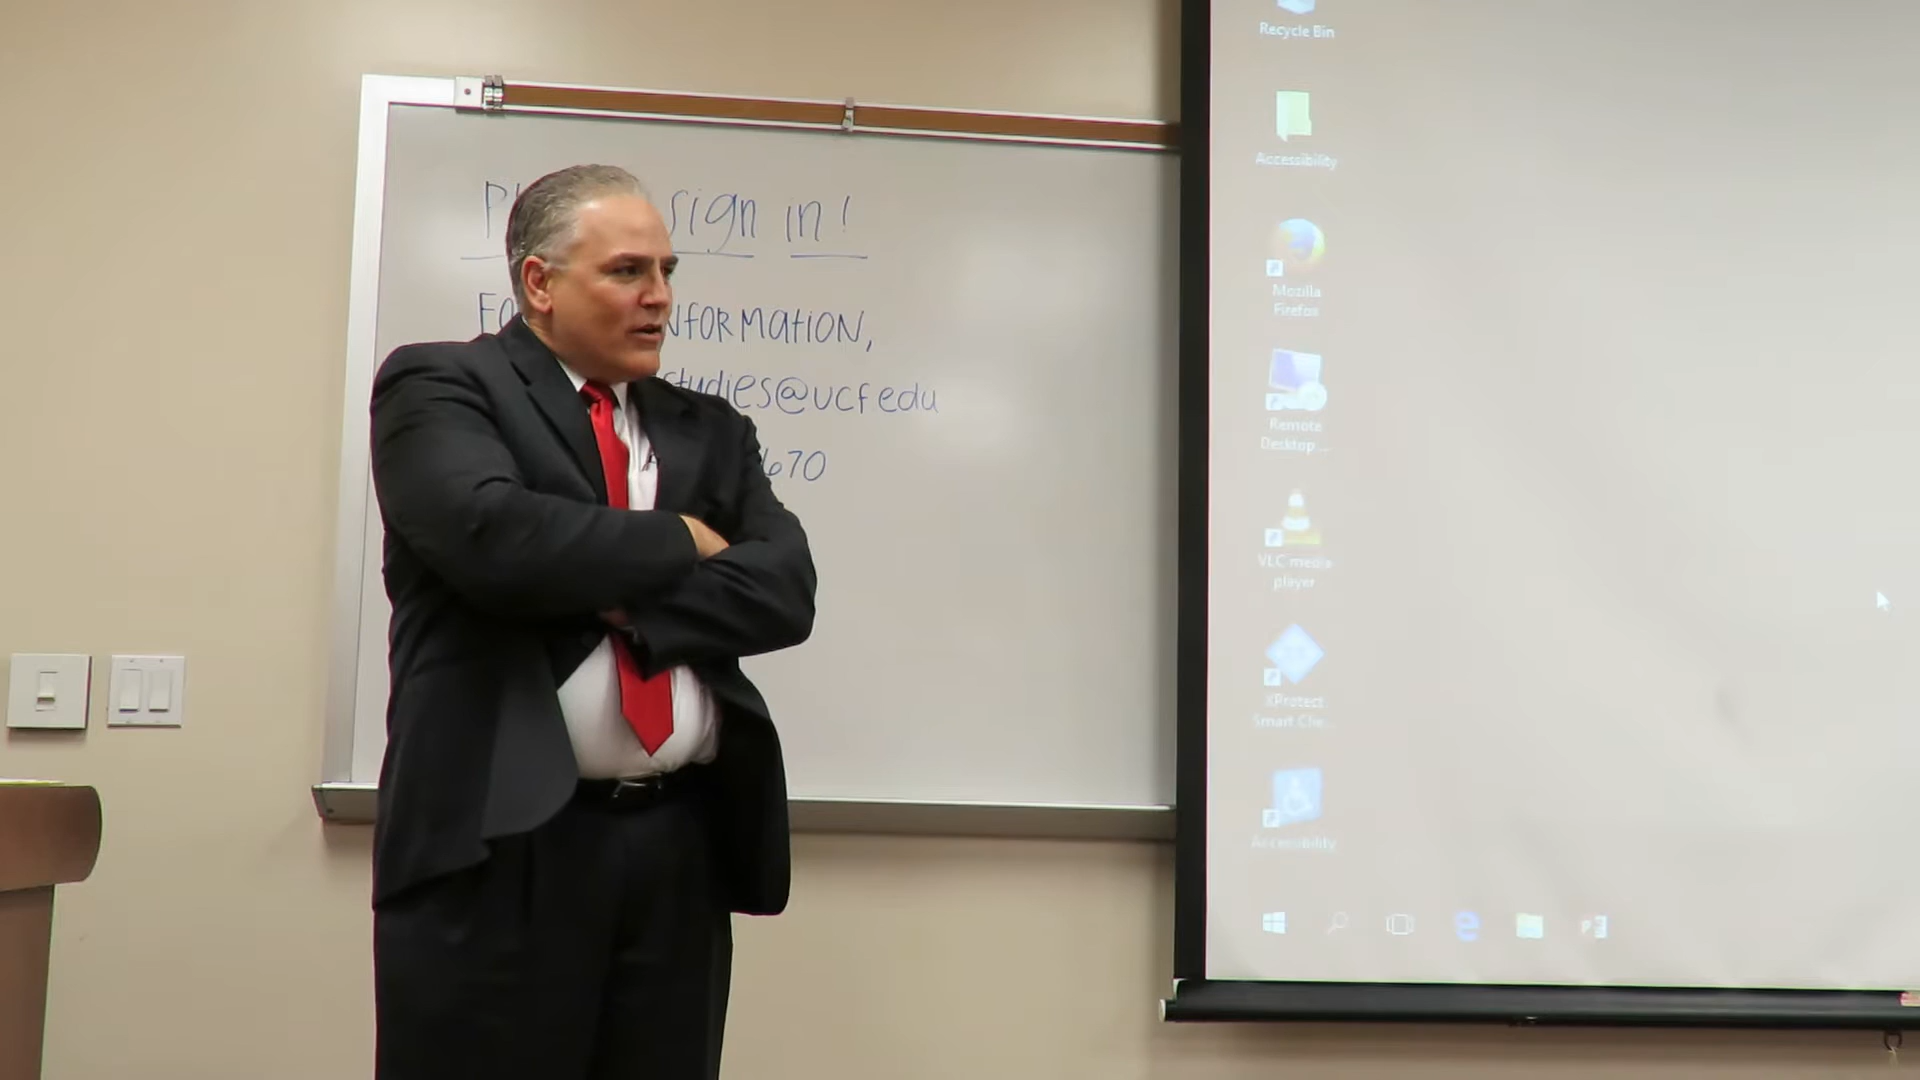 sign in!
INFORMATION,
studies@ucf.edu
670
Recycle Bin
Accessibility
Mozilla
Firefox
Remote
Desktop ...
VLC media
player
XProtect
Smart Clie...
Accessibility